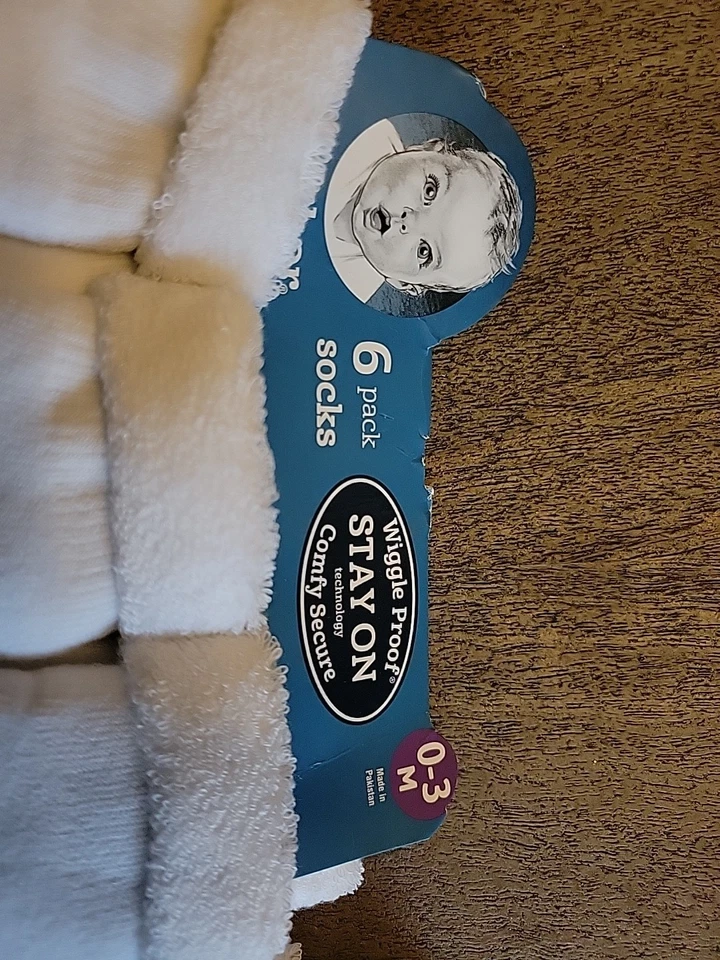 6 pack
socks
Wiggle Proof®
STAY ON
technology
Comfy Secure
0-3
M
Made in
Pakistan